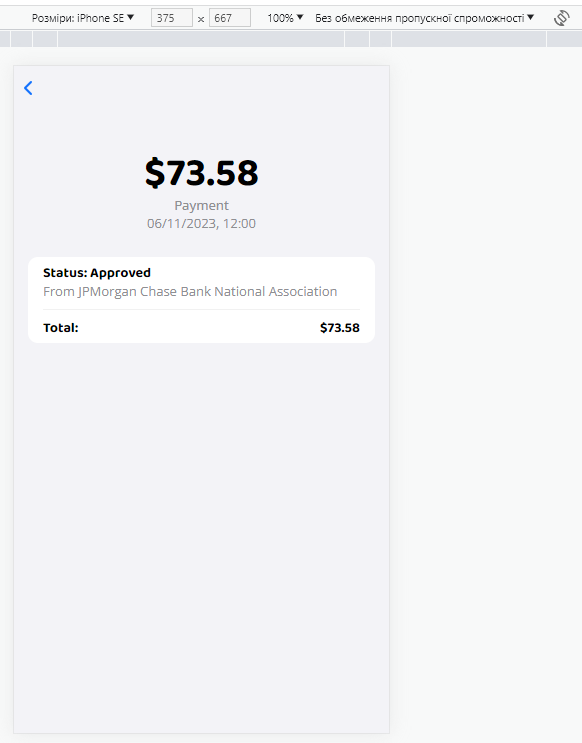 Розміри: iPhone SE 375 x 667 100% Без обмеження пропускної спроможності
$73.58
Payment
06/11/2023, 12:00
Status: Approved
From JPMorgan Chase Bank National Association
Total: $73.58